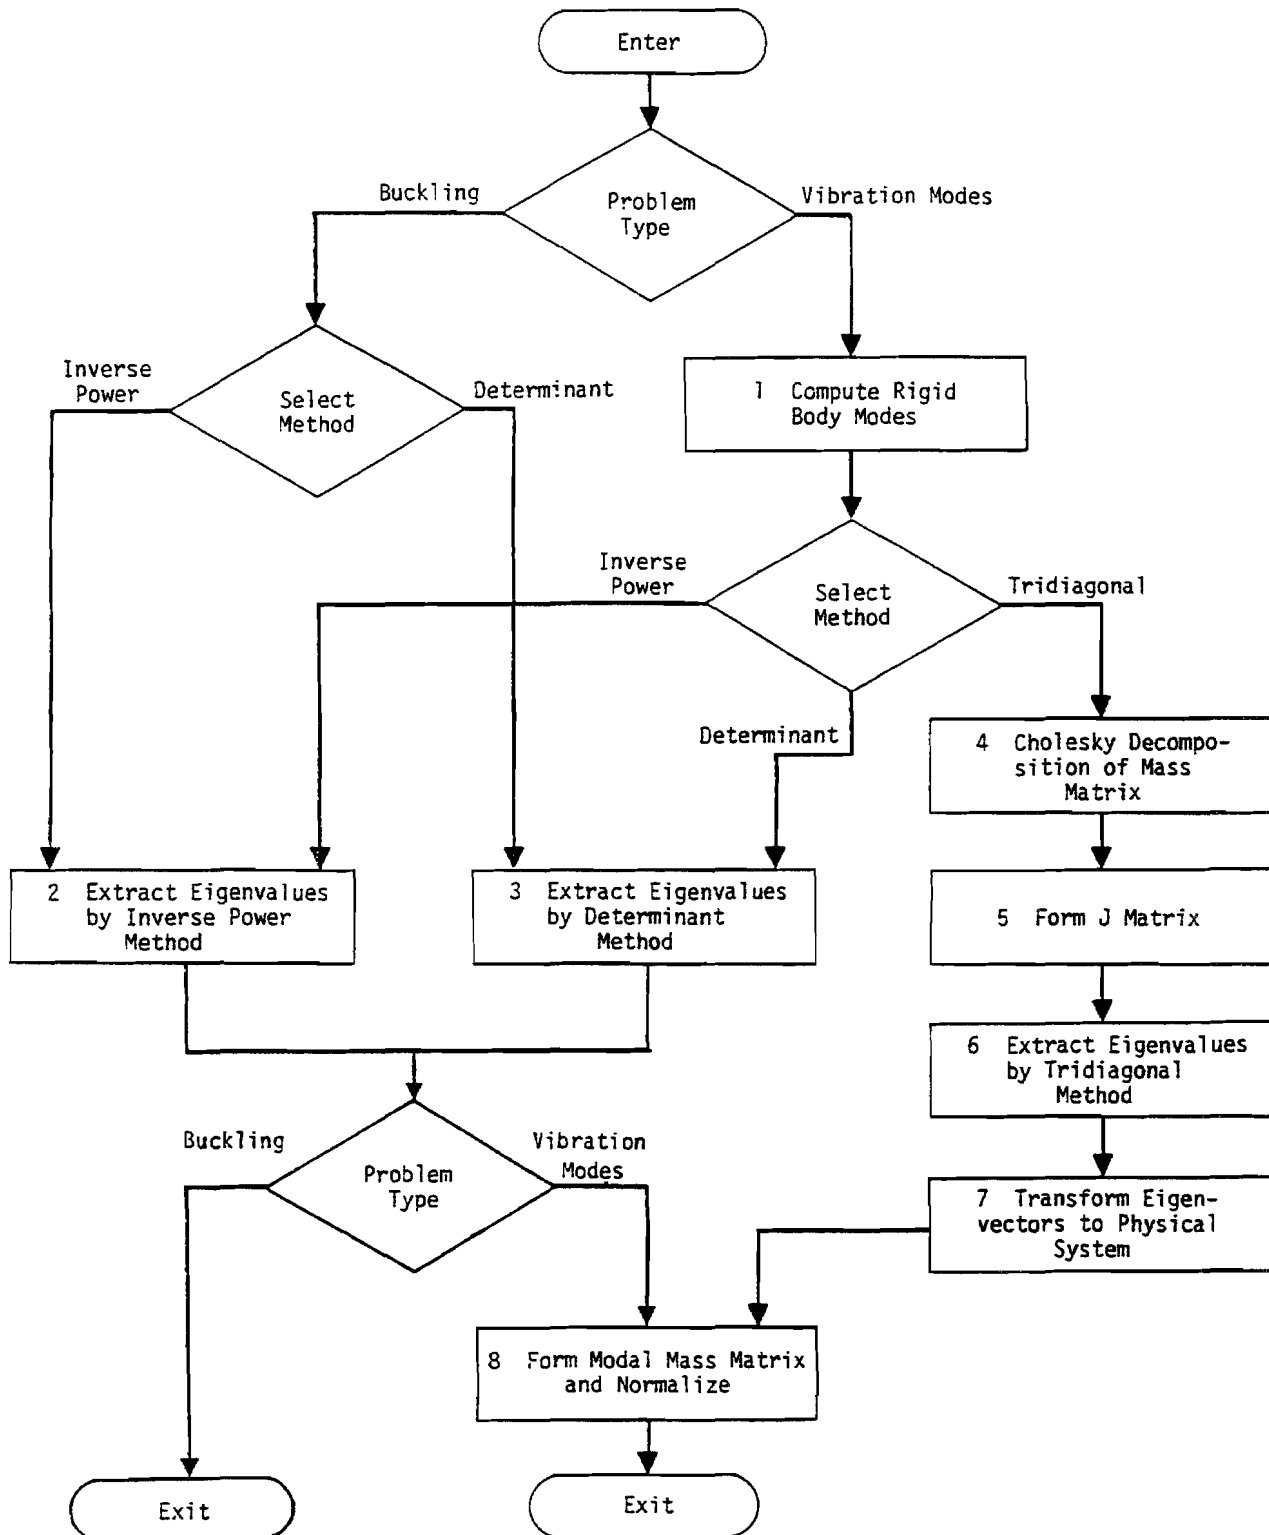 Enter
Problem
Type
Buckling
Vibration Modes
Inverse
Power
Select
Method
Determinant
1 Compute Rigid
Body Modes
Inverse
Power
Select
Method
Tridiagonal
Determinant
4 Cholesky Decompo-
sition of Mass
Matrix
2 Extract Eigenvalues
by Inverse Power
Method
3 Extract Eigenvalues
by Determinant
Method
5 Form J Matrix
6 Extract Eigenvalues
by Tridiagonal
Method
Buckling
Problem
Type
Vibration
Modes
7 Transform Eigen-
vectors to Physical
System
8 Form Modal Mass Matrix
and Normalize
Exit
Exit